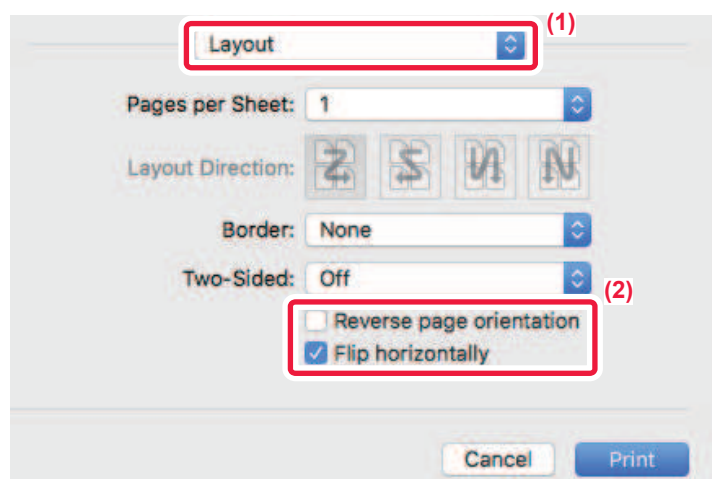 (1)
Layout
Pages per Sheet: 1
Layout Direction:
Border: None
Two-Sided: Off
(2)
Reverse page orientation
Flip horizontally
Cancel Print